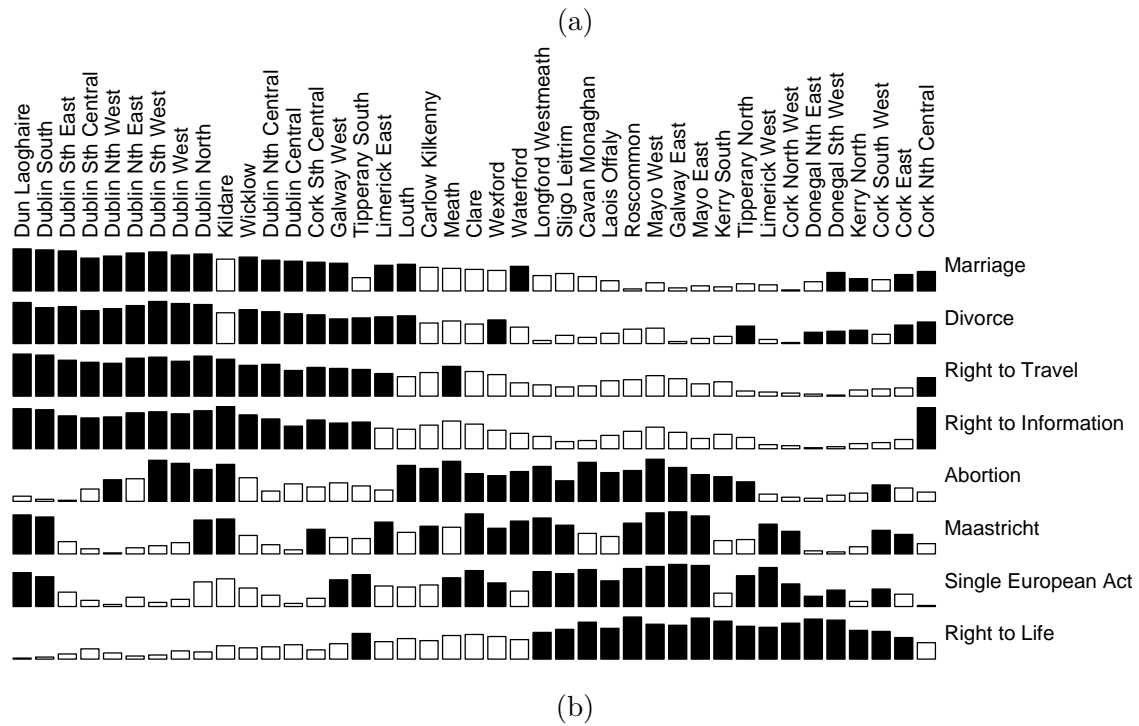 (a)
Dun Laoghaire
Dublin South
Dublin Sth East
Dublin Sth Central
Dublin Nth West
Dublin Nth East
Dublin Sth West
Dublin West
Dublin North
Kildare
Wicklow
Dublin Nth Central
Dublin Central
Cork Sth Central
Galway West
Tipperary South
Limerick East
Louth
Carlow Kilkenny
Meath
Clare
Wexford
Waterford
Longford Westmeath
Sligo Leitrim
Cavan Monaghan
Laois Offaly
Roscommon
Mayo West
Galway East
Mayo East
Kerry South
Tipperary North
Limerick West
Cork North West
Donegal Nth East
Donegal Sth West
Kerry North
Cork South West
Cork East
Cork Nth Central
Marriage
Divorce
Right to Travel
Right to Information
Abortion
Maastricht
Single European Act
Right to Life
(b)